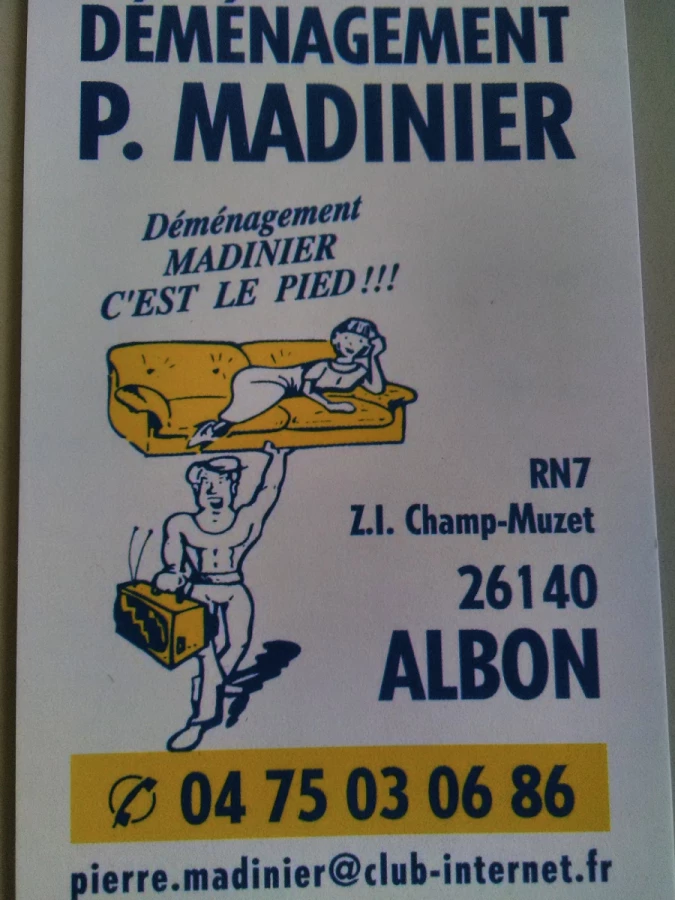 DÉMÉNAGEMENT
P. MADINIER
Déménagement
MADINIER
C'EST LE PIED !!!
RN7
Z.I. Champ-Muzet
26140
ALBON
04 75 03 06 86
pierre.madinier@club-internet.fr